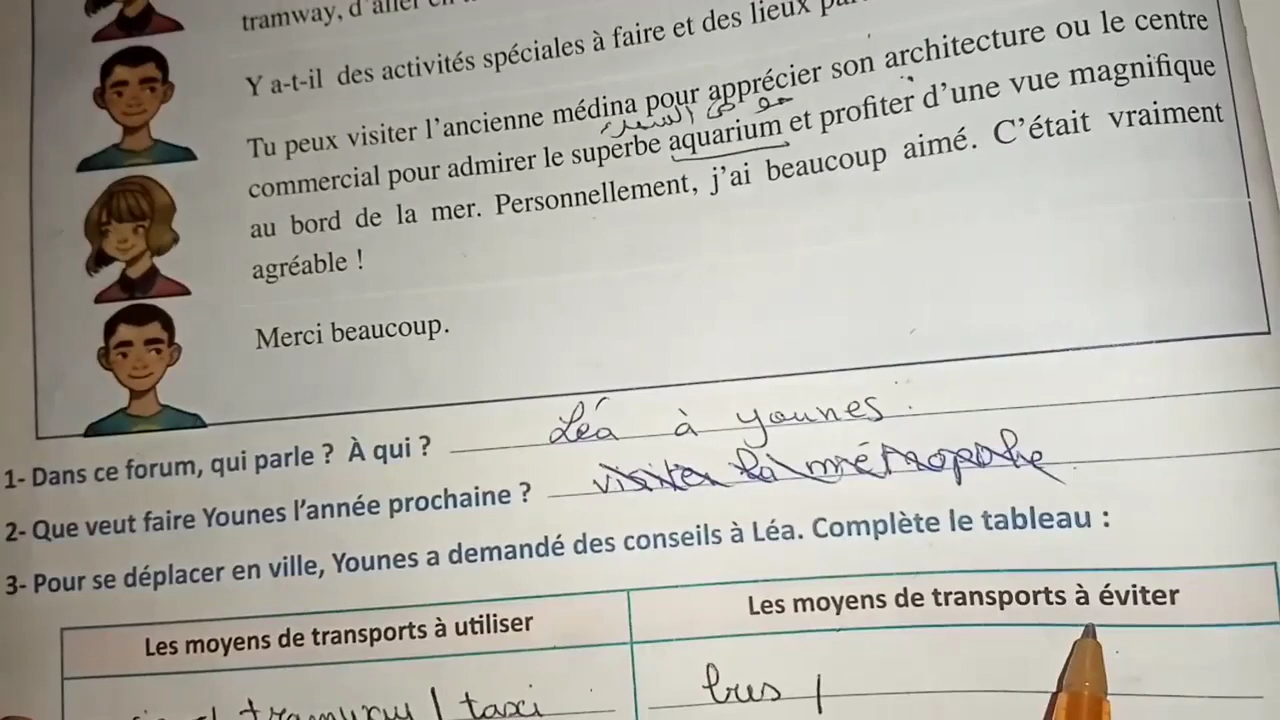 tramway, d'aller en
Y a-t-il des activités spéciales à faire et des lieux
Tu peux visiter l'ancienne médina pour apprécier son architecture ou le centre
commercial pour admirer le superbe aquarium et profiter d'une vue magnifique
au bord de la mer. Personnellement, j'ai beaucoup aimé. C'était vraiment
agréable !
Merci beaucoup.
1- Dans ce forum, qui parle ? À qui ? Léa à younes.
2- Que veut faire Younes l'année prochaine ? visiter la métropole
3- Pour se déplacer en ville, Younes a demandé des conseils à Léa. Complète le tableau :
Les moyens de transports à utiliser
Les moyens de transports à éviter
taxi
bus /